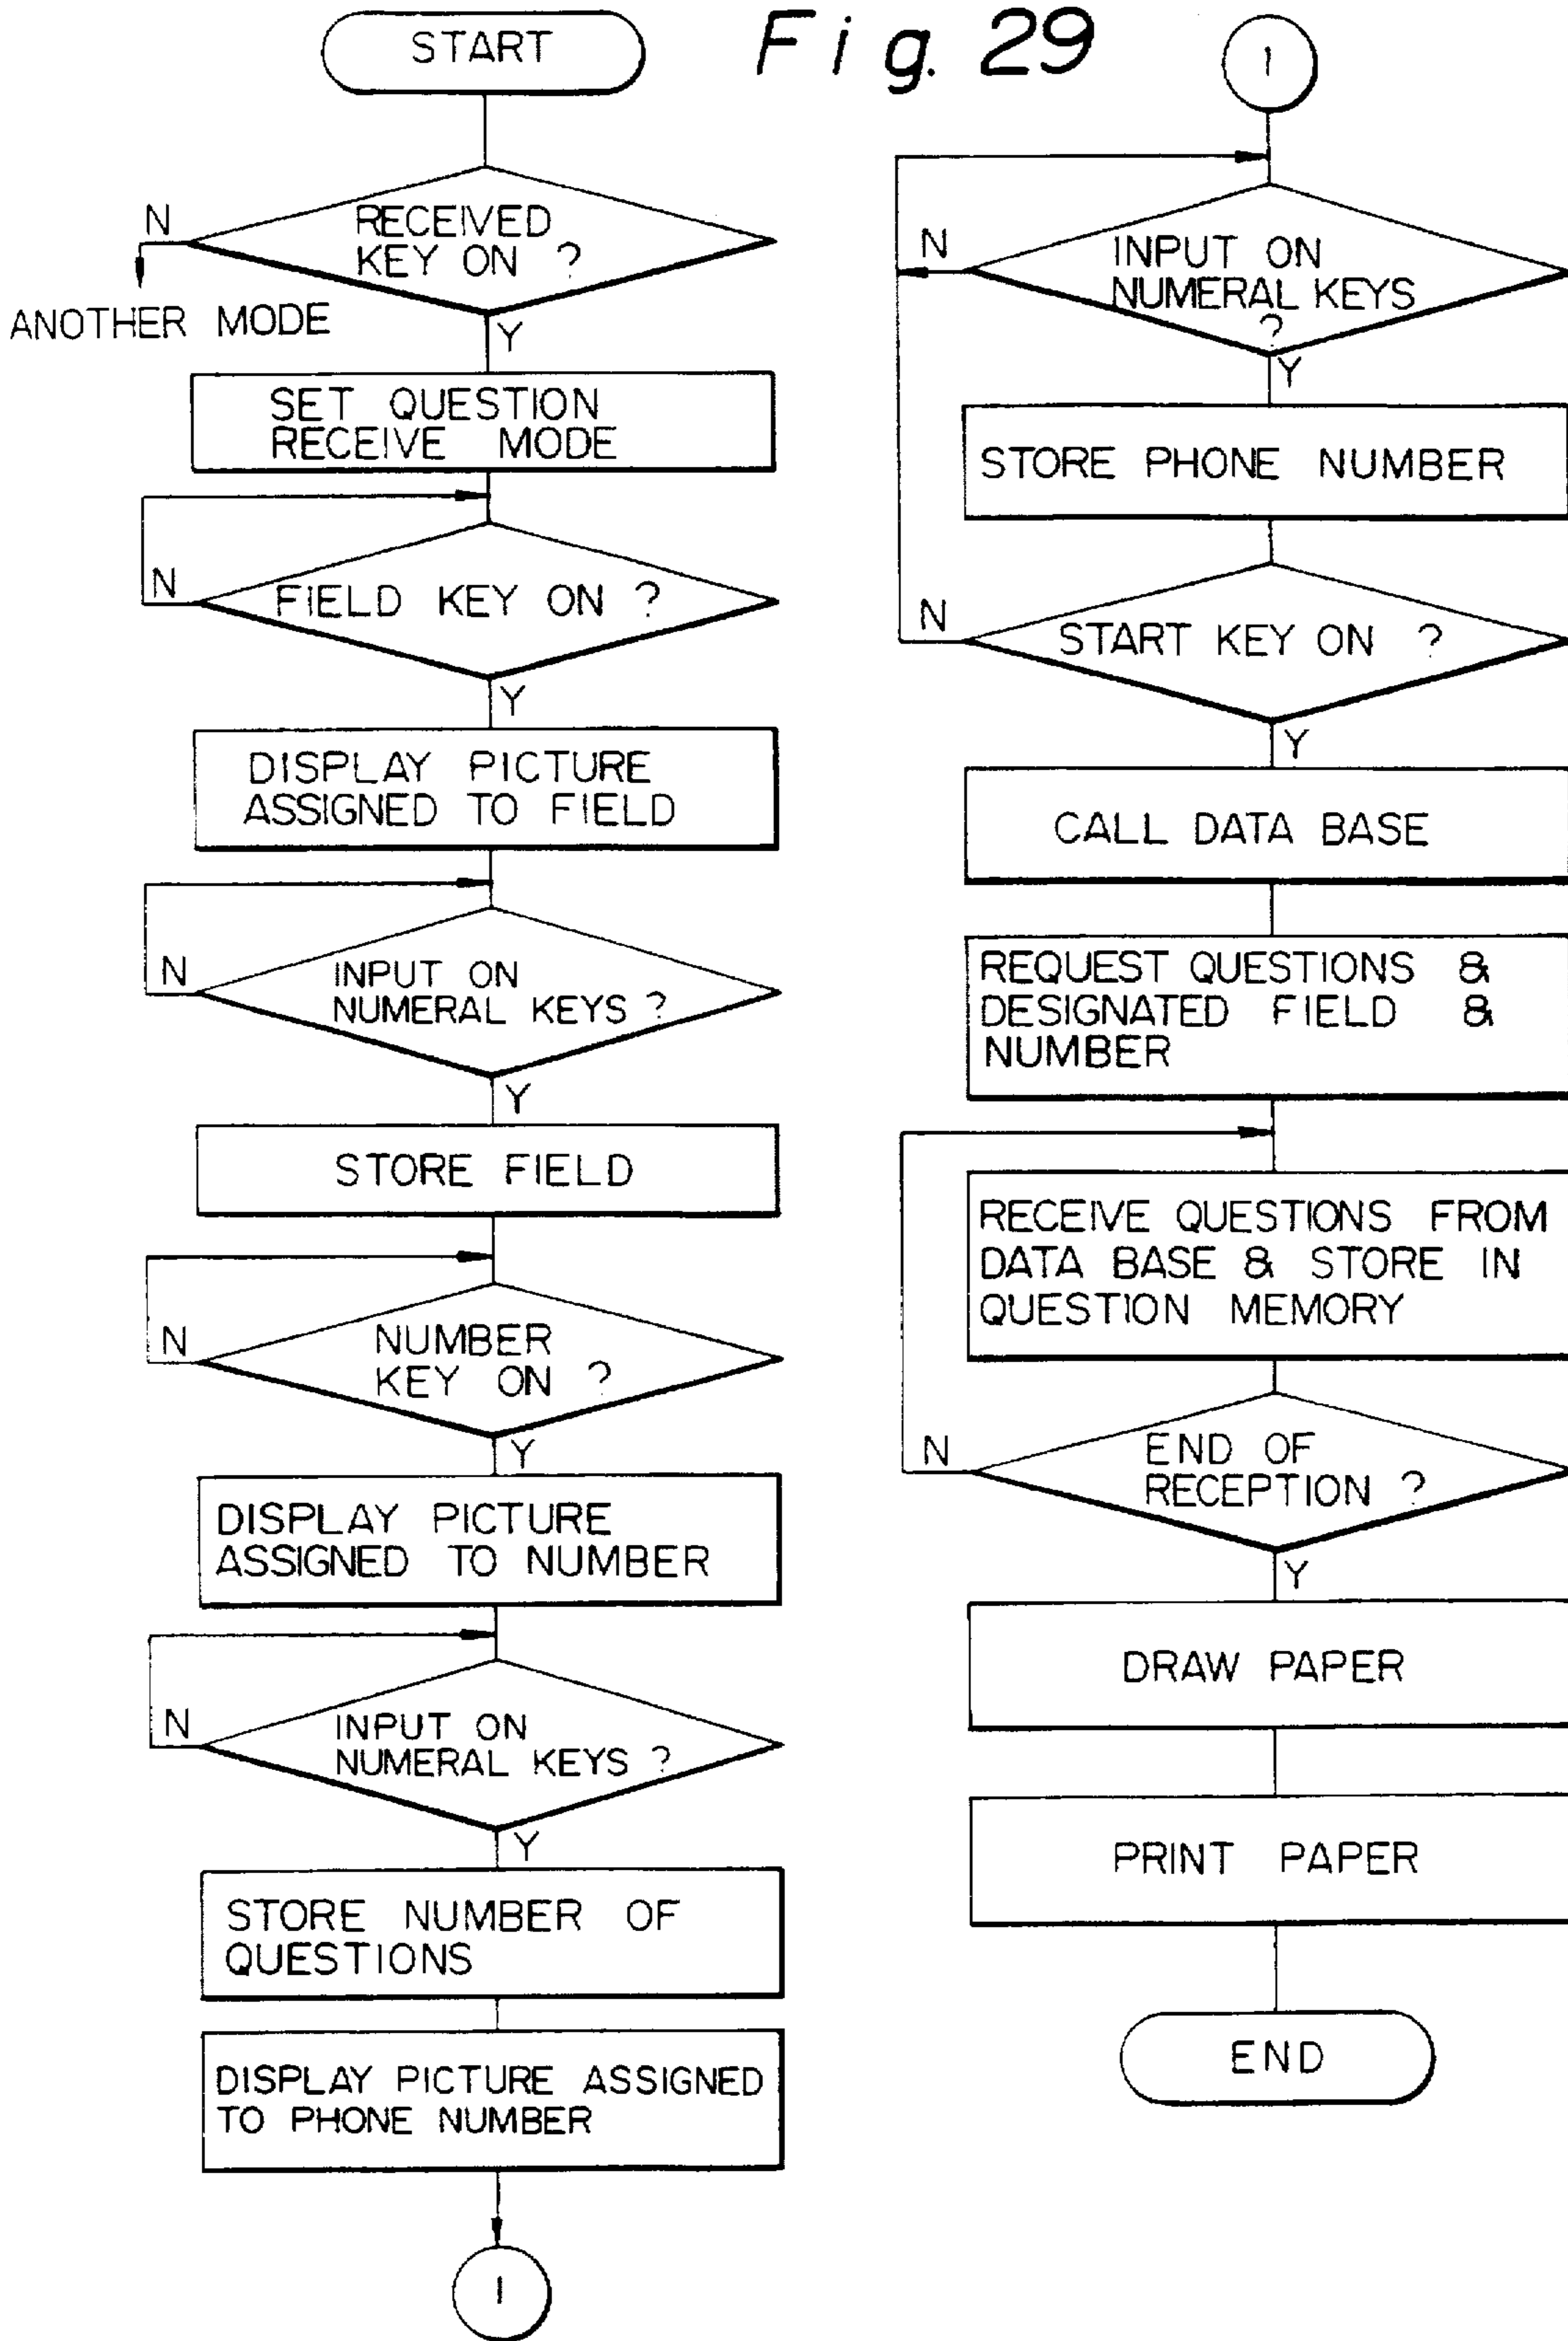 Fig. 29
START
RECEIVED
KEY ON ?
N
ANOTHER MODE
Y
SET QUESTION
RECEIVE MODE
FIELD KEY ON ?
N
Y
DISPLAY PICTURE
ASSIGNED TO FIELD
INPUT ON
NUMERAL KEYS ?
N
Y
STORE FIELD
NUMBER
KEY ON ?
N
Y
DISPLAY PICTURE
ASSIGNED TO NUMBER
INPUT ON
NUMERAL KEYS ?
N
Y
STORE NUMBER OF
QUESTIONS
DISPLAY PICTURE ASSIGNED
TO PHONE NUMBER
1
1
INPUT ON
NUMERAL KEYS
?
N
Y
STORE PHONE NUMBER
START KEY ON ?
N
Y
CALL DATA BASE
REQUEST QUESTIONS &
DESIGNATED FIELD &
NUMBER
RECEIVE QUESTIONS FROM
DATA BASE & STORE IN
QUESTION MEMORY
END OF
RECEPTION ?
N
Y
DRAW PAPER
PRINT PAPER
END